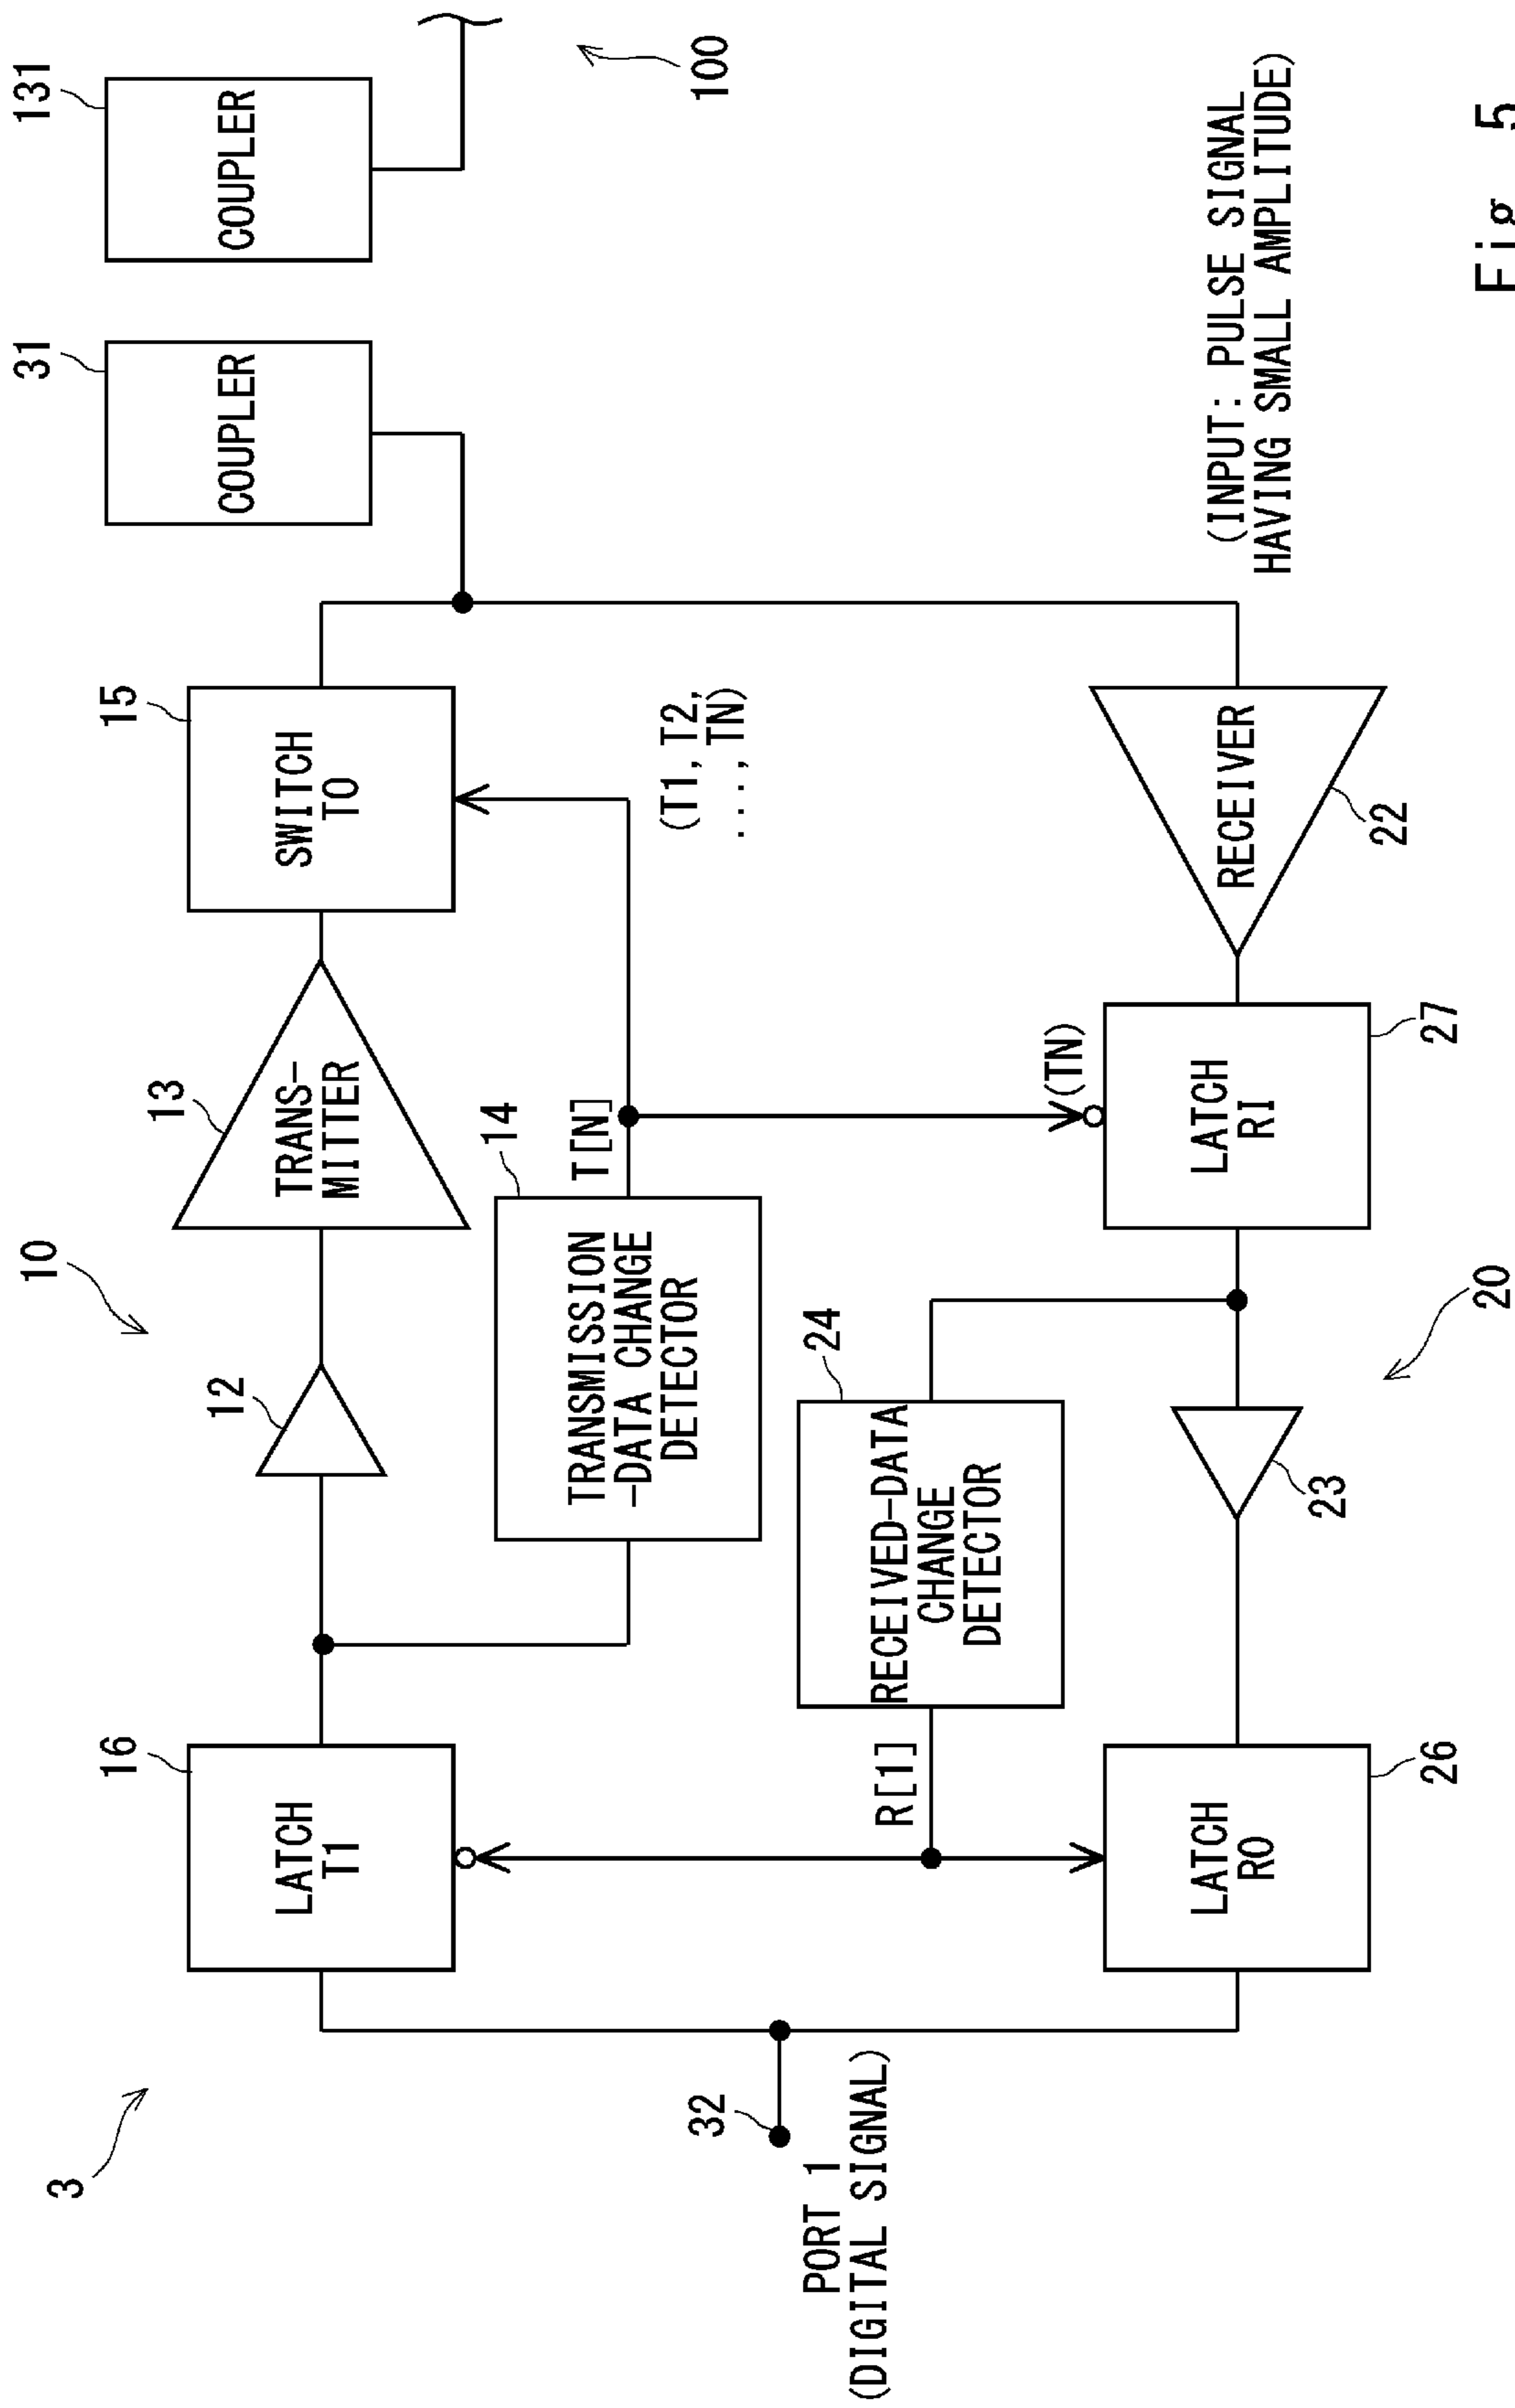 3
10
31
131
COUPLER
COUPLER
16
12
13
15
LATCH
T1
TRANS-
MITTER
SWITCH
TO
14
T[N]
TRANSMISSION
-DATA CHANGE
DETECTOR
(T1, T2,
..., TN)
100
32
PORT 1
(DIGITAL SIGNAL)
R[1]
24
RECEIVED-DATA
CHANGE
DETECTOR
(TN)
LATCH
RO
LATCH
RI
RECEIVER
(INPUT: PULSE SIGNAL
HAVING SMALL AMPLITUDE)
26
23
27
22
20
Fig. 5